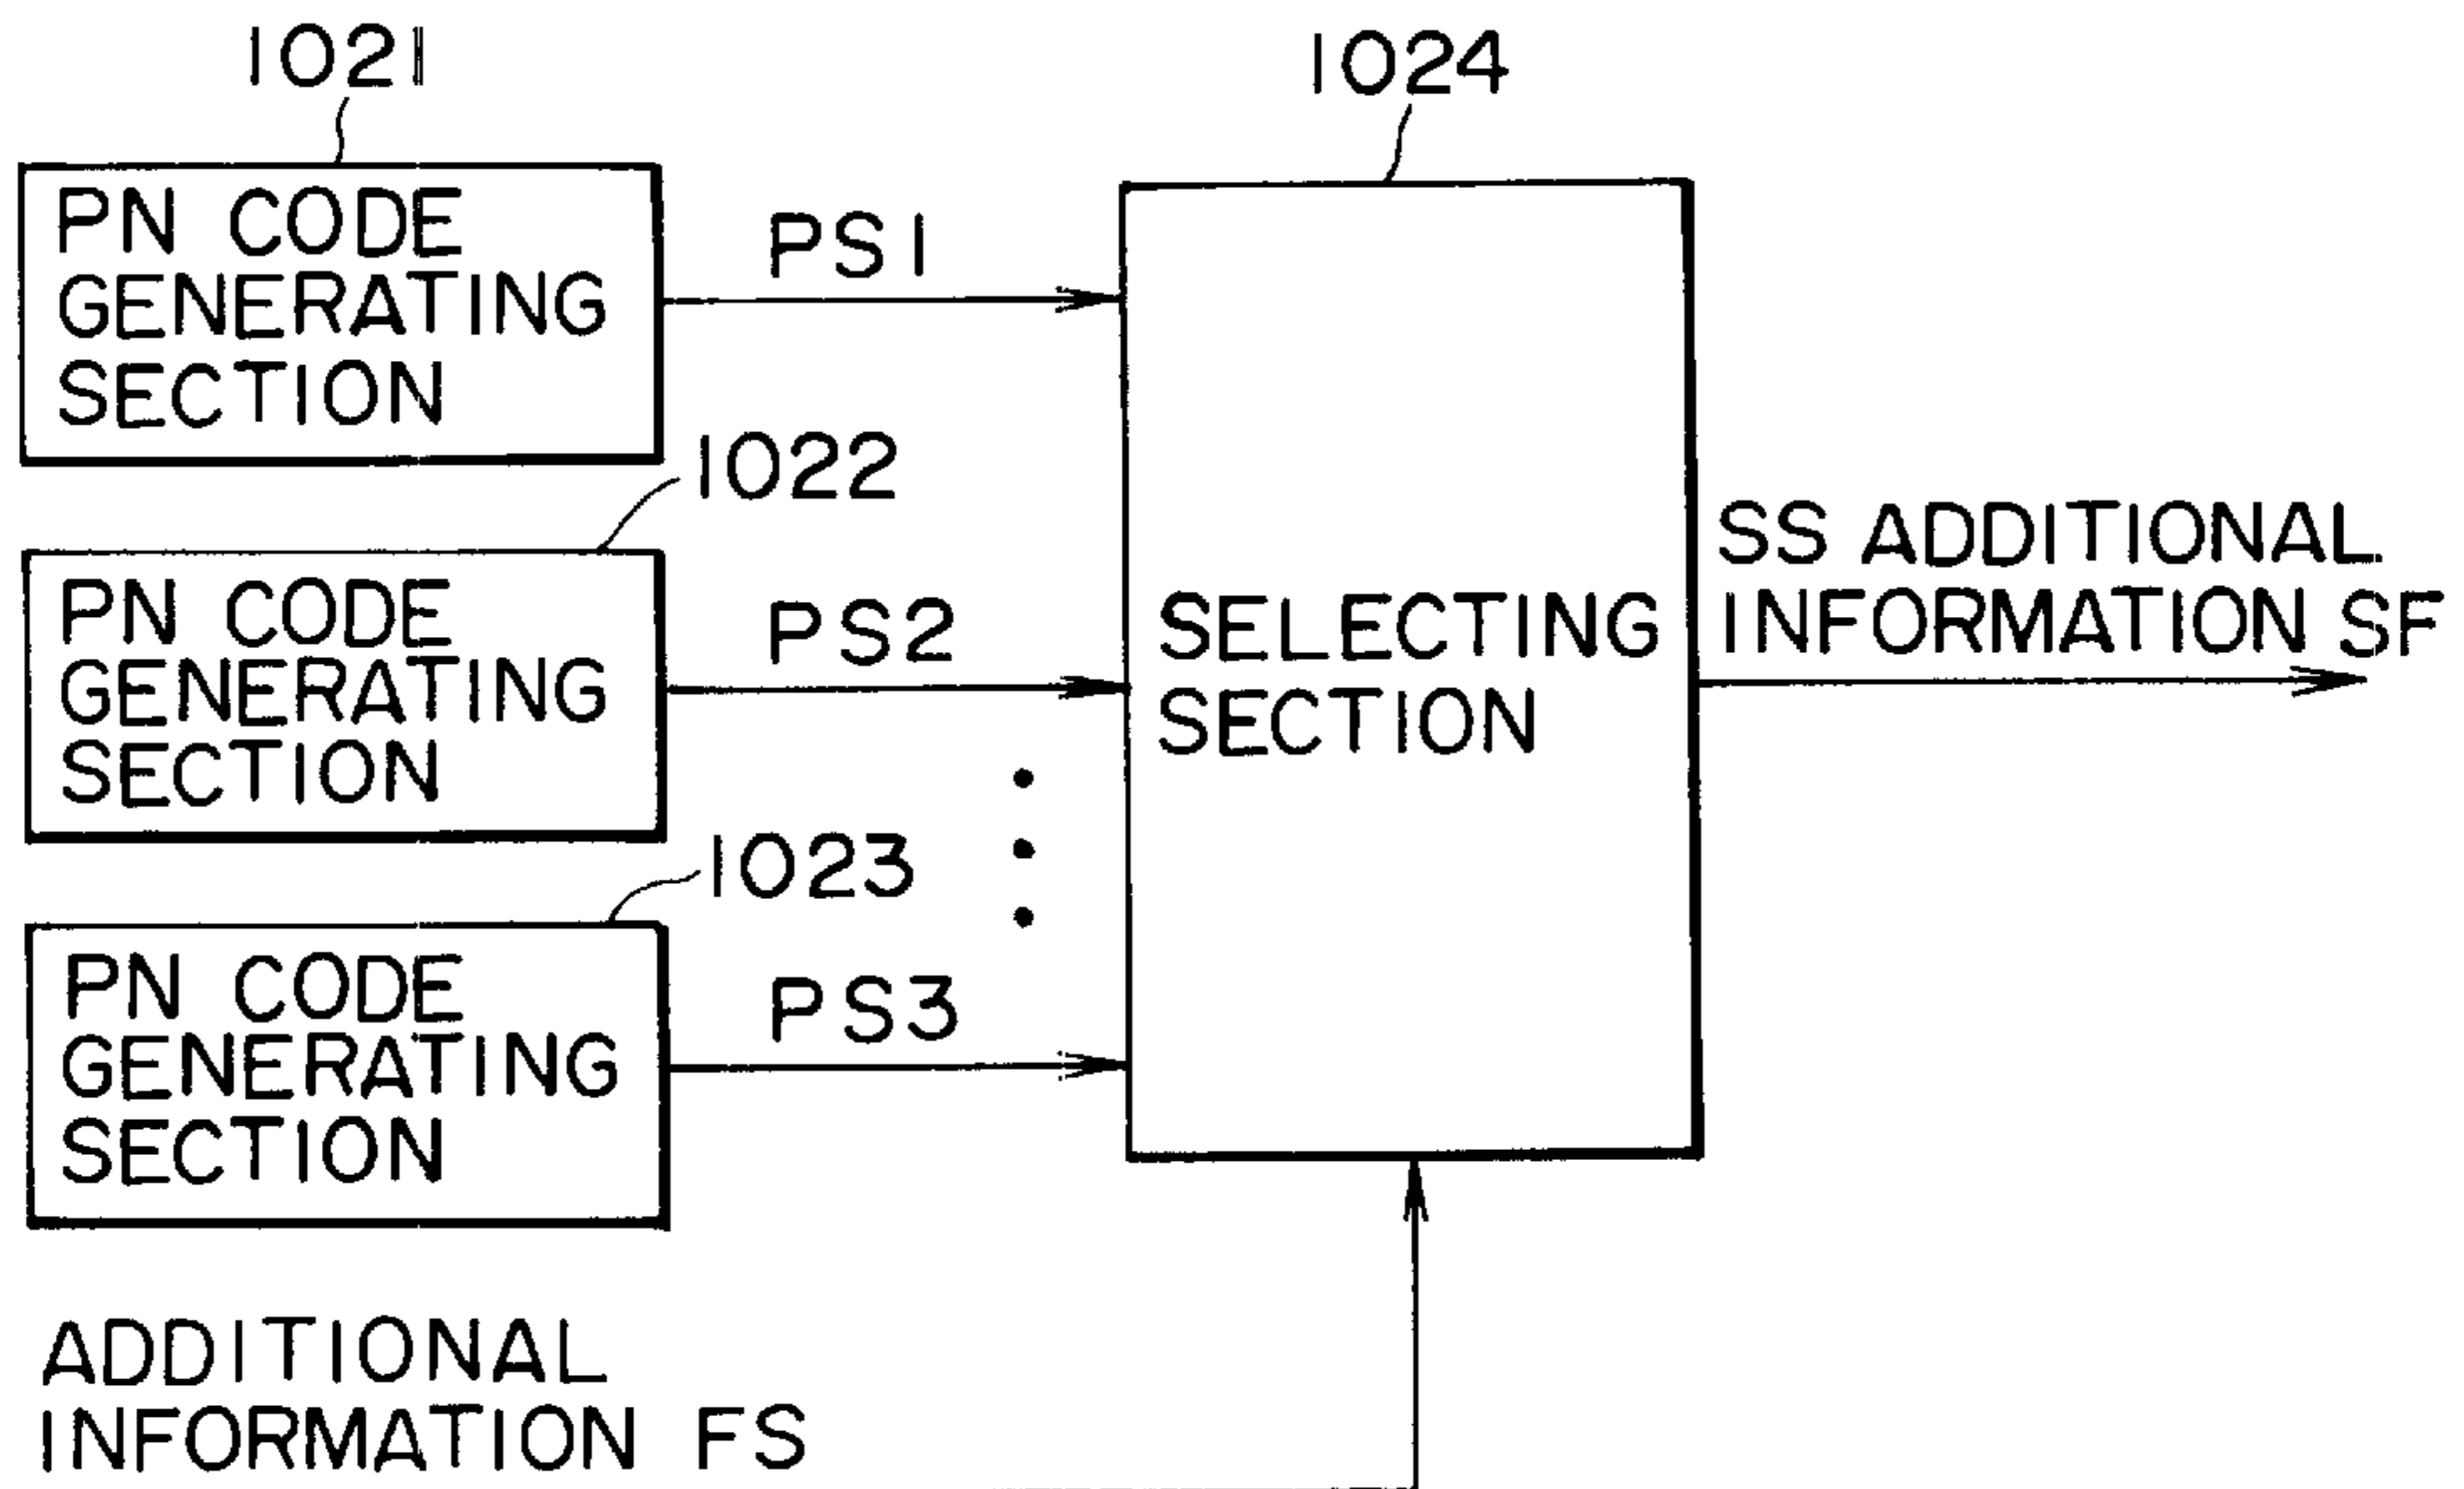 1021
1024
PN CODE
GENERATING
SECTION
PS1
1022
PN CODE
GENERATING
SECTION
PS2
SELECTING
SECTION
SS ADDITIONAL
INFORMATION SF
1023
PN CODE
GENERATING
SECTION
PS3
ADDITIONAL
INFORMATION FS